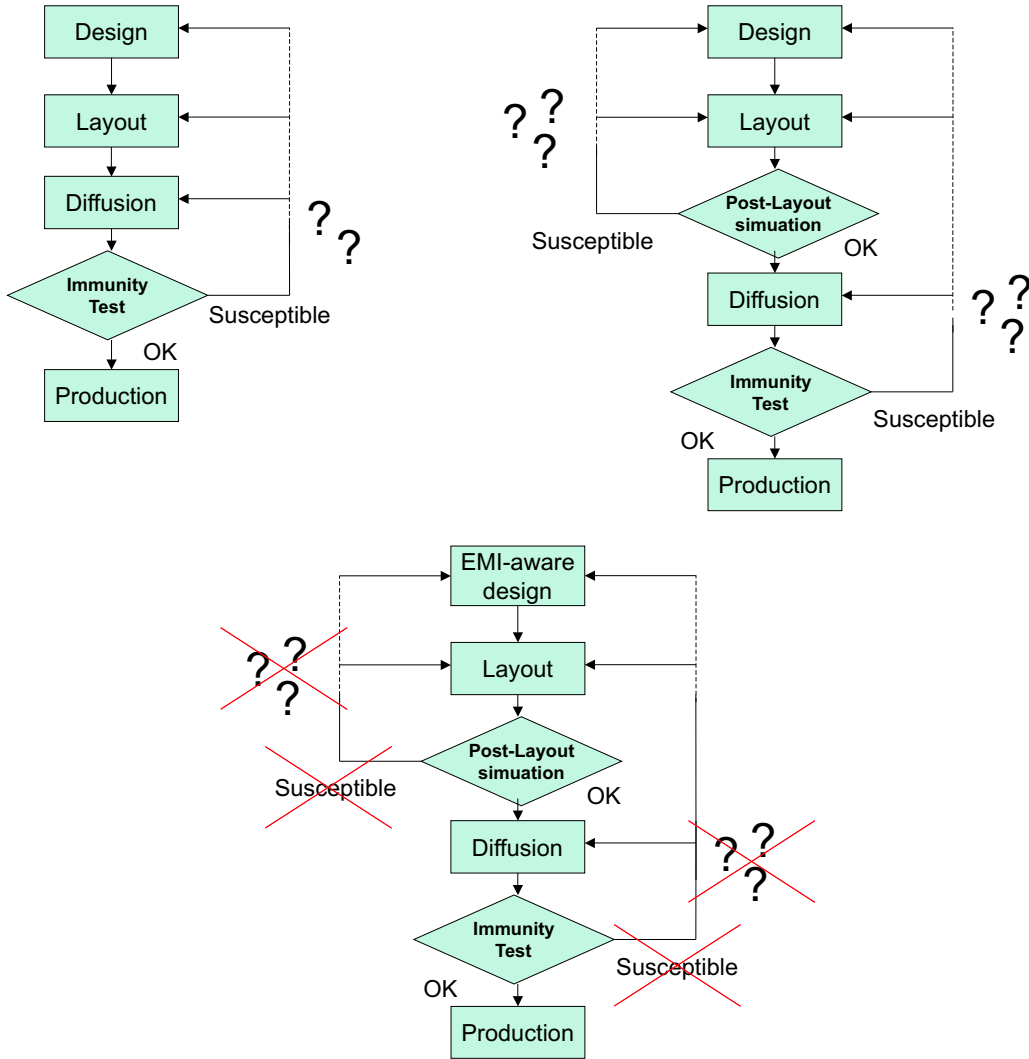 Design
Layout
Diffusion
? ?
Immunity
Test
Susceptible
OK
Production
Design
? ?
?
Layout
Post-Layout
simuation
Susceptible
OK
Diffusion
? ?
?
Immunity
Test
Susceptible
OK
Production
EMI-aware
design
? ?
?
Layout
Post-Layout
simuation
Susceptible
OK
Diffusion
? ?
?
Immunity
Test
Susceptible
OK
Production